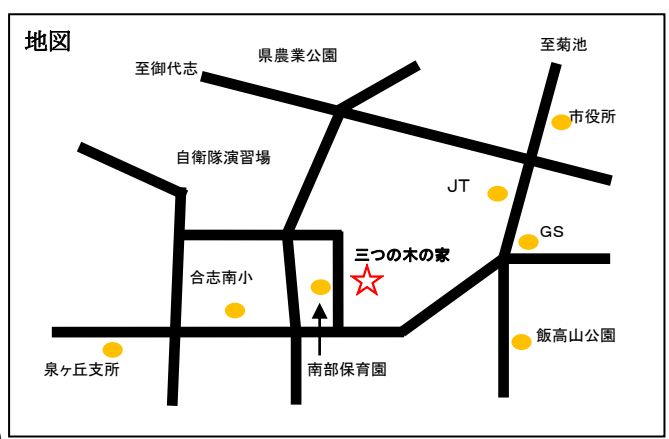 地図
至菊池
県農業公園
至御代志
市役所
自衛隊演習場
ＪＴ
ＧＳ
三つの木の家
合志南小
飯高山公園
泉ヶ丘支所
南部保育園